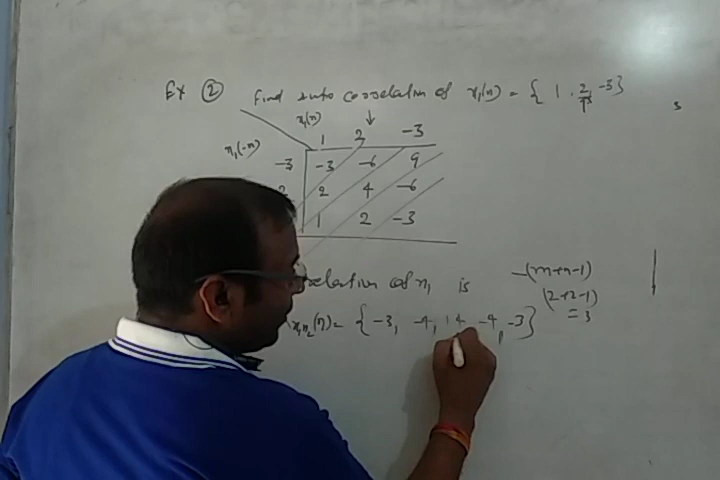 Ex ② Find auto correlation of x₁(n) = { 1 . 2 -3 }
↑
s
x₁(n) ↓
1 2 -3
x₁(-n)
-3 -3 -6 9
2 2 4 -6
1 2 -3
relation of x₁ is -(m+n-1)
(2+2-1)
= 3
x₁x₂(n) = { -3, -4, 14 -4, -3 }